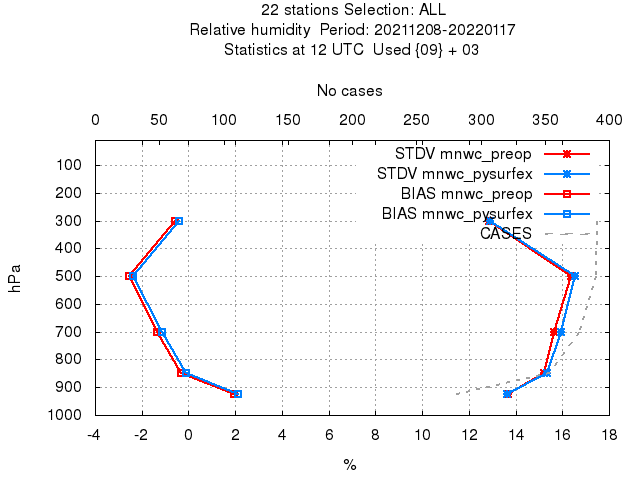 22 stations Selection: ALL
Relative humidity  Period: 20211208-20220117
Statistics at 12 UTC  Used {09} + 03
No cases
0 50 100 150 200 250 300 350 400
STDV mnwc_preop
STDV mnwc_pysurfex
BIAS mnwc_preop
BIAS mnwc_pysurfex
CASES
hPa
100
200
300
400
500
600
700
800
900
1000
-4 -2 0 2 4 6 8 10 12 14 16 18
%